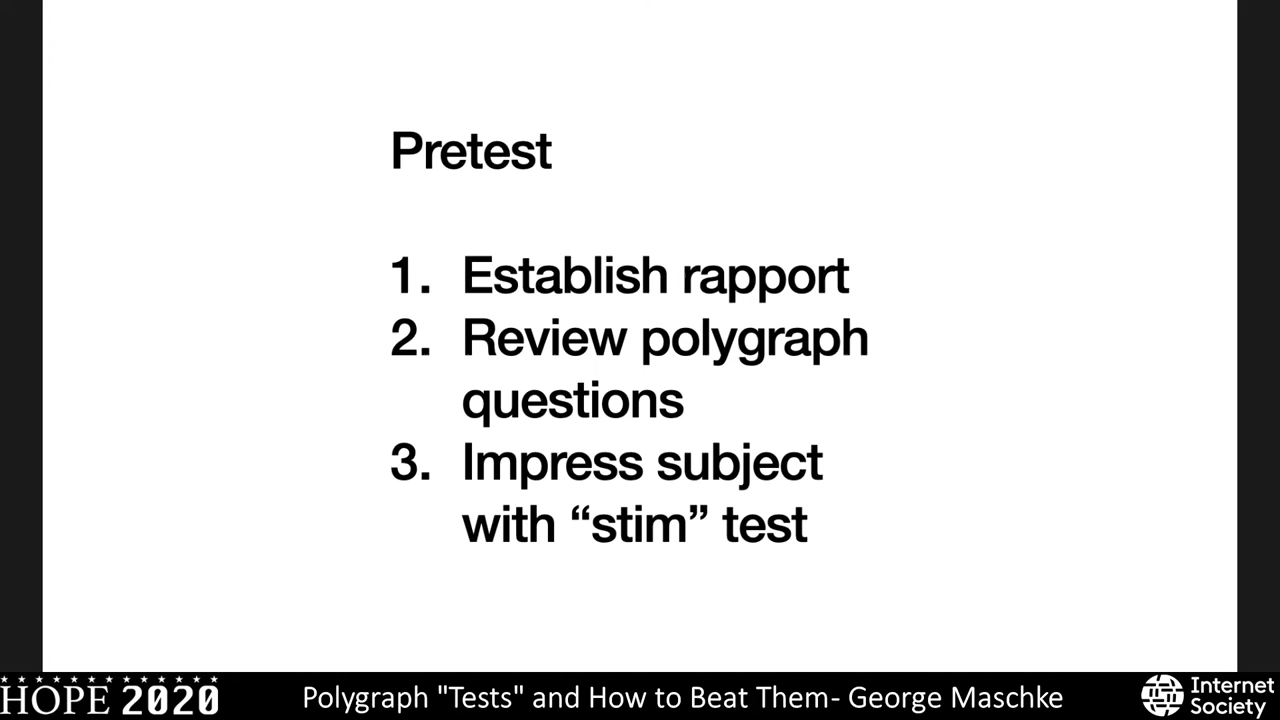 Pretest
1. Establish rapport
2. Review polygraph
questions
3. Impress subject
with “stim” test
HOPE 2020
Polygraph "Tests" and How to Beat Them- George Maschke
Internet
Society